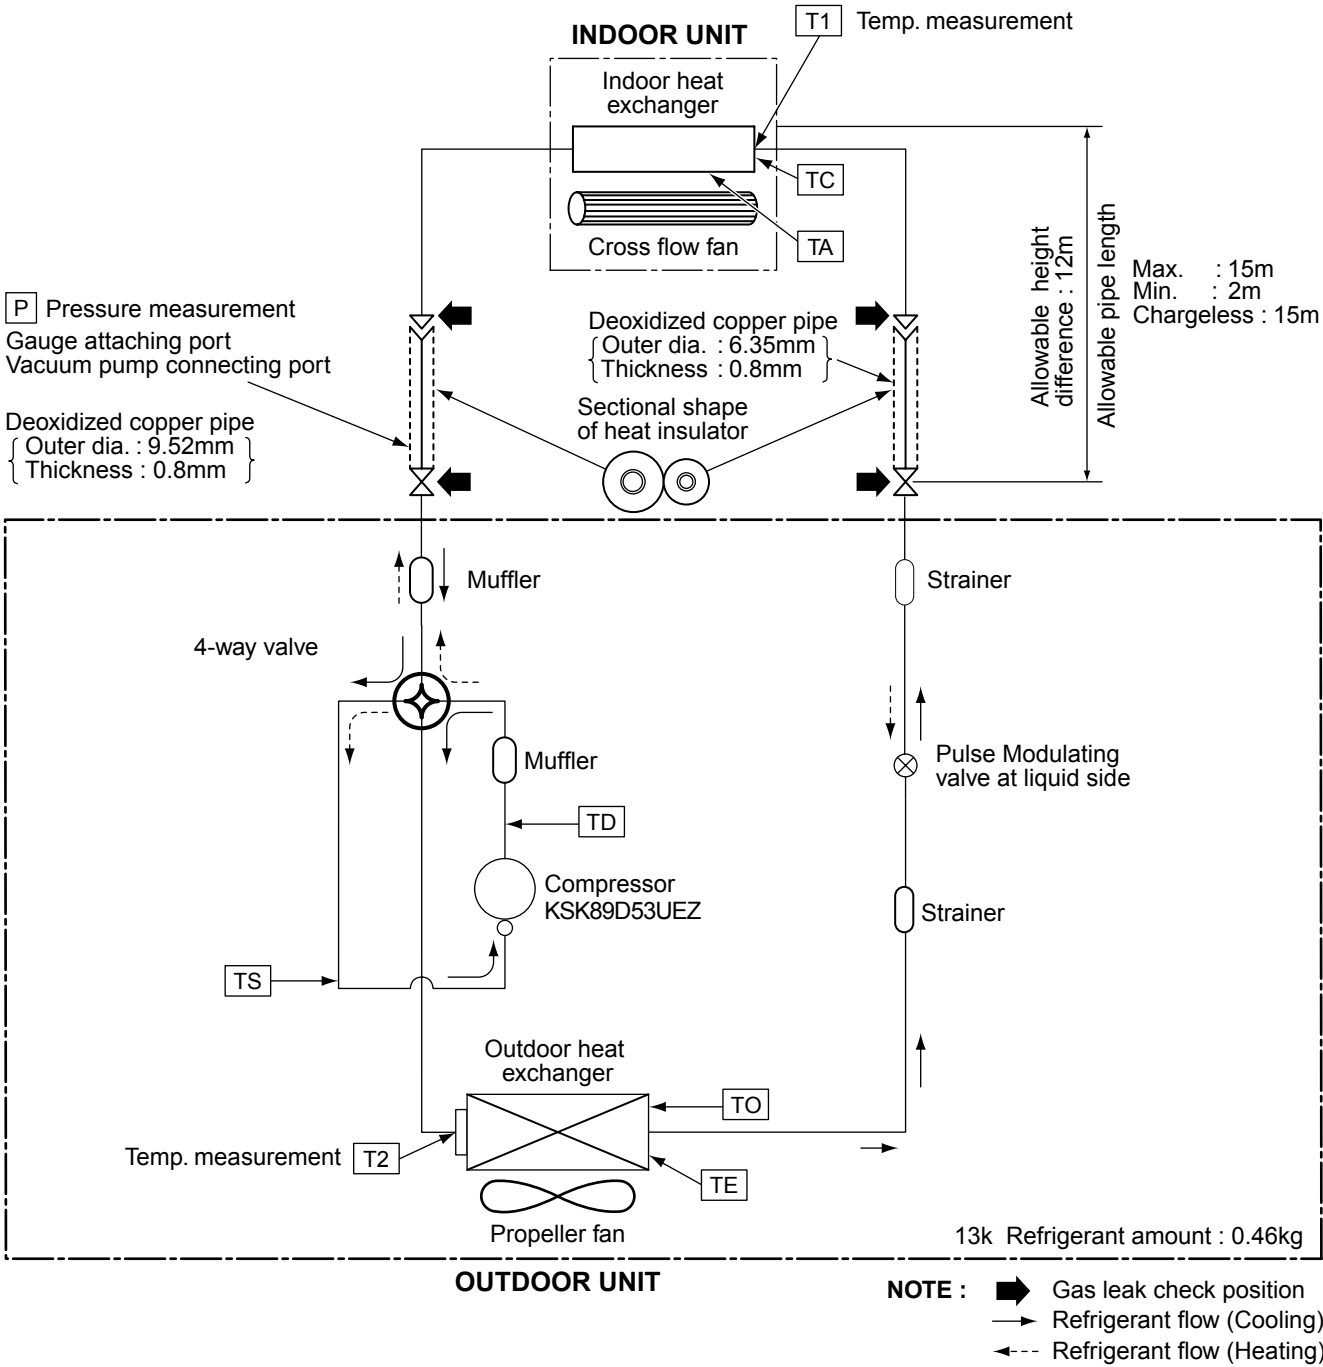 T1 Temp. measurement
INDOOR UNIT
Indoor heat
exchanger
TC
Cross flow fan
TA
Allowable height
difference : 12m
Allowable pipe length
Max. : 15m
Min. : 2m
Chargeless : 15m
P Pressure measurement
Gauge attaching port
Vacuum pump connecting port
Deoxidized copper pipe
Outer dia. : 9.52mm
Thickness : 0.8mm
Deoxidized copper pipe
Outer dia. : 6.35mm
Thickness : 0.8mm
Sectional shape
of heat insulator
Muffler
Strainer
4-way valve
Muffler
Pulse Modulating
valve at liquid side
TD
Compressor
KSK89D53UEZ
Strainer
TS
Outdoor heat
exchanger
TO
Temp. measurement T2
TE
Propeller fan
13k Refrigerant amount : 0.46kg
OUTDOOR UNIT
NOTE : Gas leak check position
Refrigerant flow (Cooling)
Refrigerant flow (Heating)